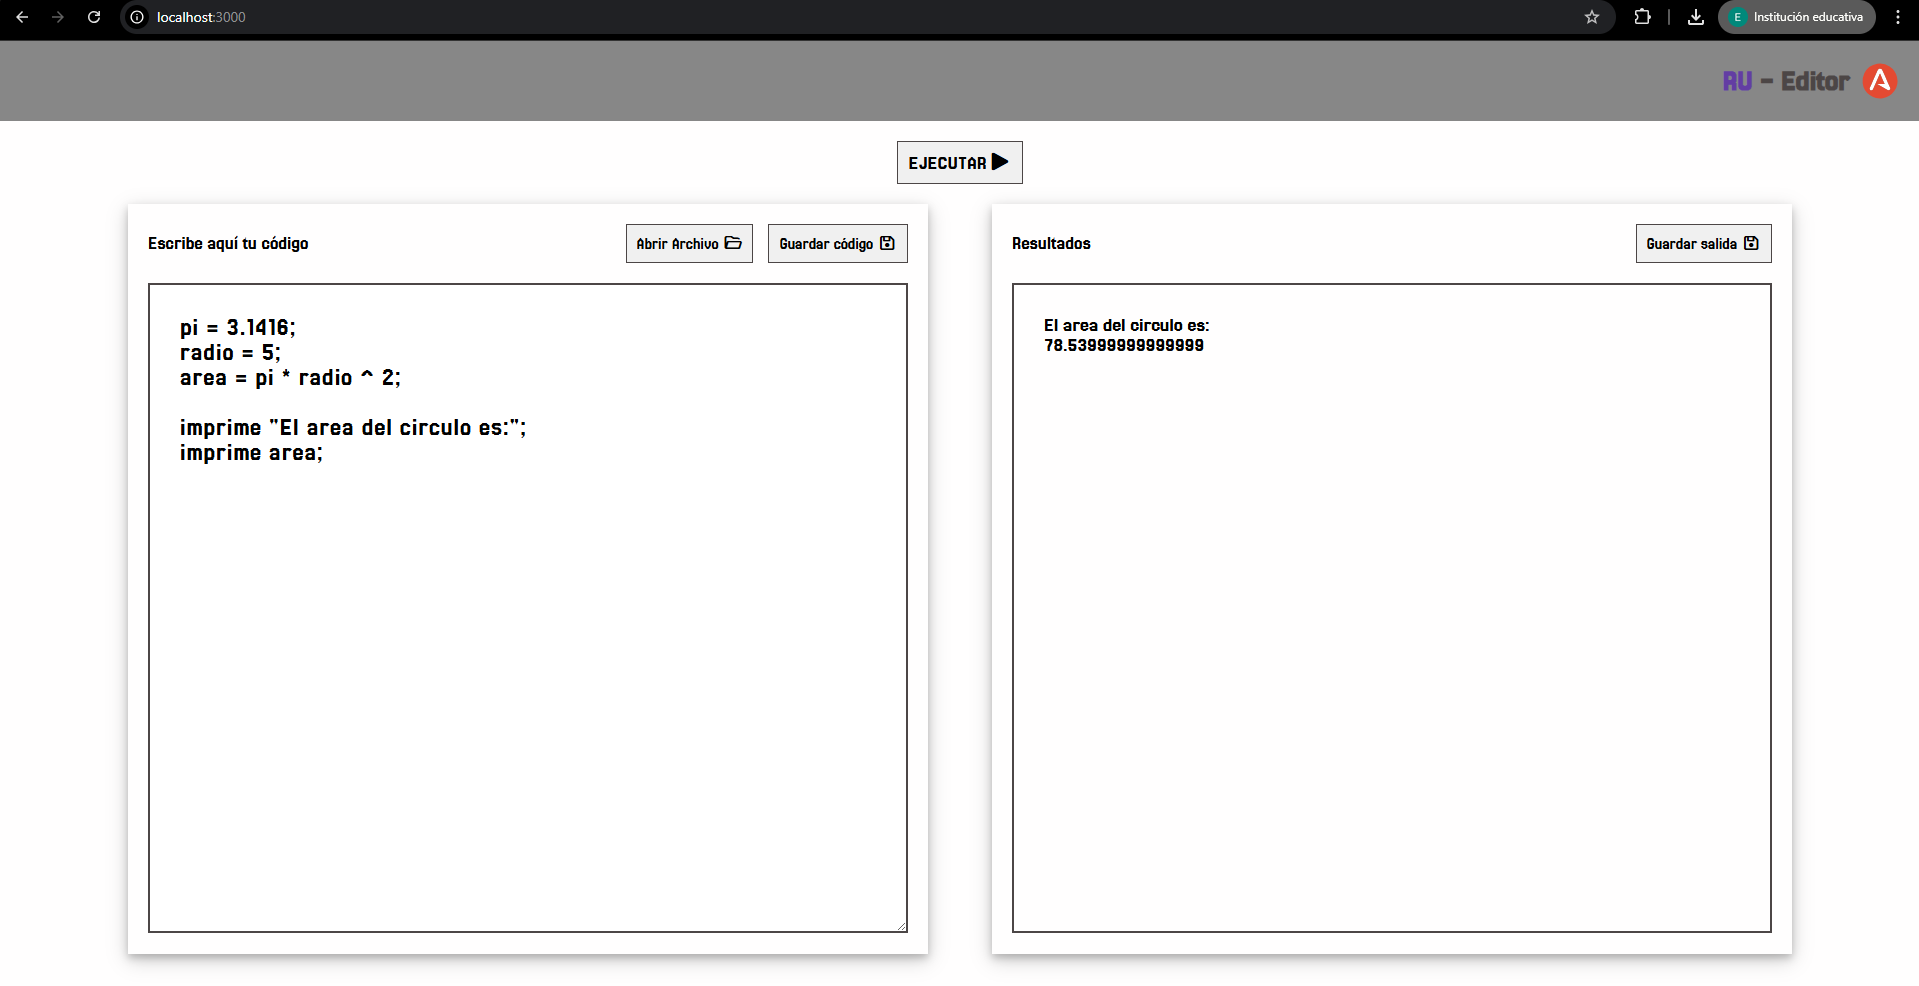 localhost:3000
E Institución educativa
AU - Editor
EJECUTAR
Escribe aquí tu código
Abrir Archivo
Guardar código
pi = 3.1416;
radio = 5;
area = pi * radio ^ 2;
imprime "El area del circulo es:";
imprime area;
Resultados
Guardar salida
El area del circulo es:
78.53999999999999